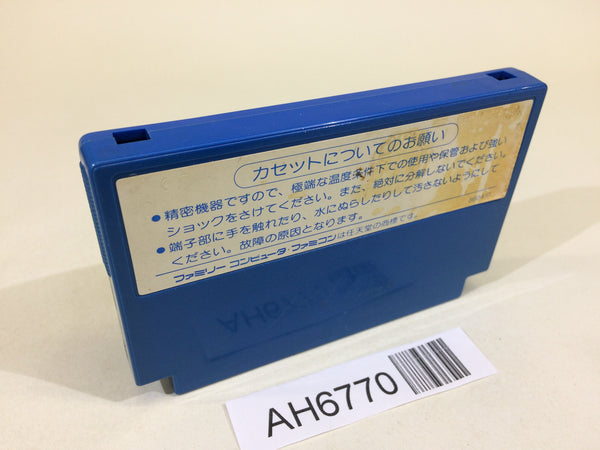 カセットについてのお願い
●精密機器ですので、極端な温度条件下での使用や保管および強い
ショックをさけてください。また、絶対に分解しないでください。
●端子部に手を触れたり、水にぬらしたりして汚さないようにして
ください。故障の原因となります。
ファミリー コンピュータ ファミコンは任天堂の商標です。
AH6770